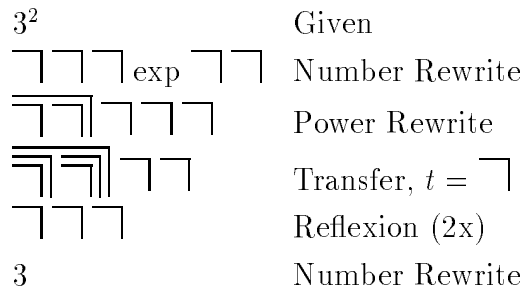 3² Given
⏋ ⏋ ⏋ exp ⏋ ⏋ Number Rewrite
⏋ ⏋ ⏋ Power Rewrite
⏋ ⏋ Transfer, t = ⏋
⏋ ⏋ ⏋ Reflexion (2x)
3 Number Rewrite